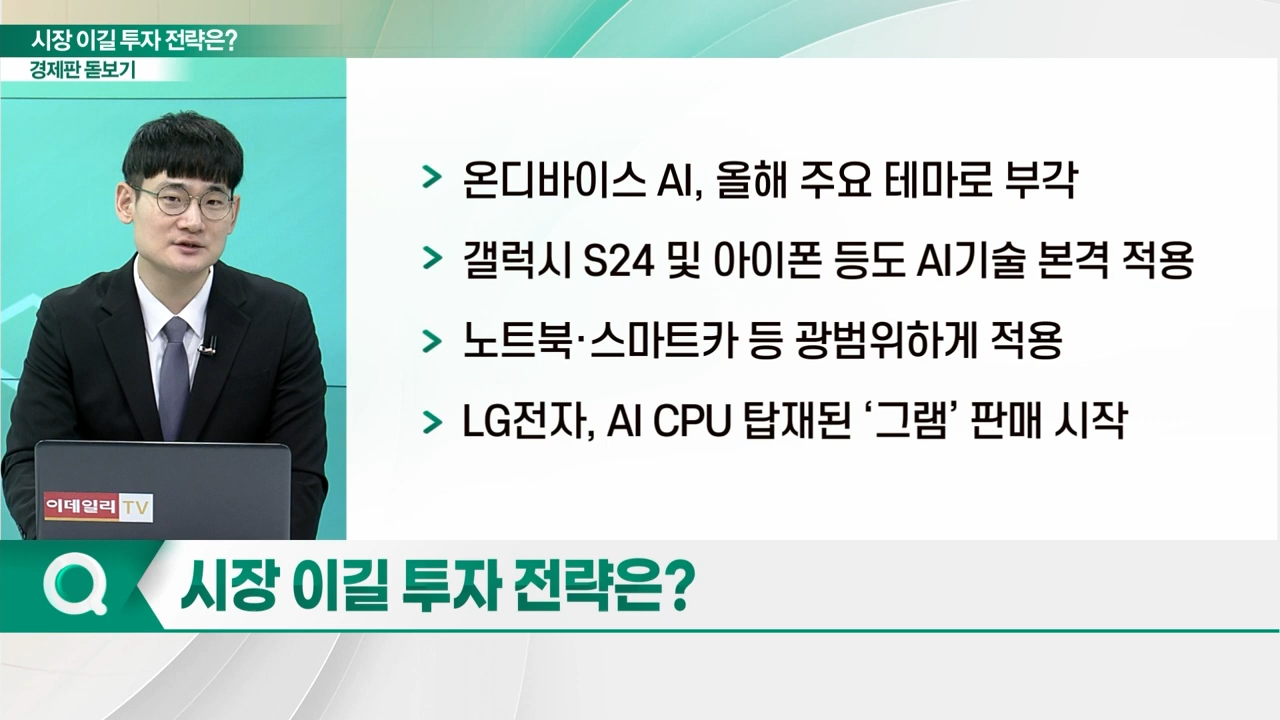 시장 이길 투자 전략은?
경제판 돋보기
> 온디바이스 AI, 올해 주요 테마로 부각
> 갤럭시 S24 및 아이폰 등도 AI기술 본격 적용
> 노트북·스마트카 등 광범위하게 적용
> LG전자, AI CPU 탑재된 ‘그램’ 판매 시작
이데일리 TV
시장 이길 투자 전략은?